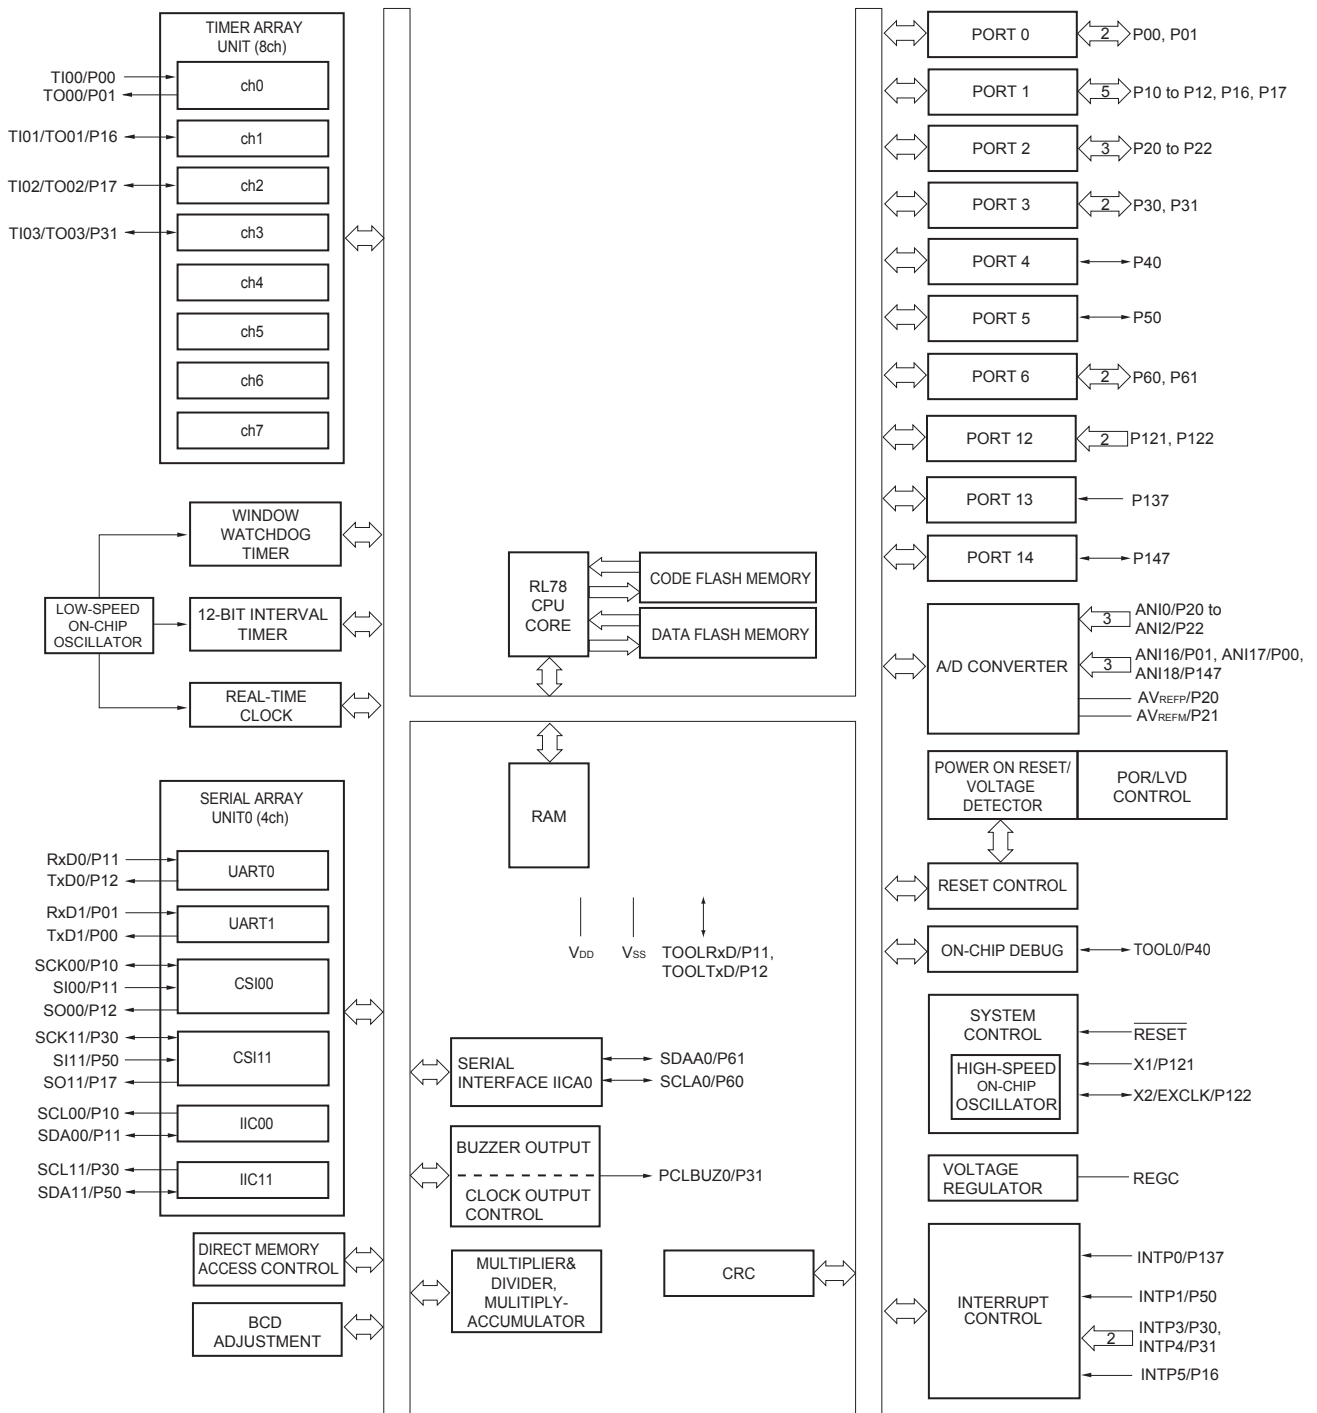 TIMER ARRAY
UNIT (8ch)
TI00/P00
TO00/P01
ch0
TI01/TO01/P16
ch1
TI02/TO02/P17
ch2
TI03/TO03/P31
ch3
ch4
ch5
ch6
ch7
WINDOW
WATCHDOG
TIMER
LOW-SPEED
ON-CHIP
OSCILLATOR
12-BIT INTERVAL
TIMER
REAL-TIME
CLOCK
SERIAL ARRAY
UNIT0 (4ch)
RxD0/P11
TxD0/P12
UART0
RxD1/P01
TxD1/P00
UART1
SCK00/P10
SI00/P11
SO00/P12
CSI00
SCK11/P30
SI11/P50
SO11/P17
CSI11
SCL00/P10
SDA00/P11
IIC00
SCL11/P30
SDA11/P50
IIC11
DIRECT MEMORY
ACCESS CONTROL
BCD
ADJUSTMENT
RL78
CPU
CORE
CODE FLASH MEMORY
DATA FLASH MEMORY
RAM
VDD
VSS
TOOLRxD/P11,
TOOLTxD/P12
SERIAL
INTERFACE IICA0
SDAA0/P61
SCLA0/P60
BUZZER OUTPUT
CLOCK OUTPUT
CONTROL
PCLBUZ0/P31
MULTIPLIER&
DIVIDER,
MULITIPLY-
ACCUMULATOR
CRC
PORT 0
2
P00, P01
PORT 1
5
P10 to P12, P16, P17
PORT 2
3
P20 to P22
PORT 3
2
P30, P31
PORT 4
P40
PORT 5
P50
PORT 6
2
P60, P61
PORT 12
2
P121, P122
PORT 13
P137
PORT 14
P147
A/D CONVERTER
3
ANI0/P20 to
ANI2/P22
3
ANI16/P01, ANI17/P00,
ANI18/P147
AVREFP/P20
AVREFM/P21
POWER ON RESET/
VOLTAGE
DETECTOR
POR/LVD
CONTROL
RESET CONTROL
ON-CHIP DEBUG
TOOL0/P40
SYSTEM
CONTROL
HIGH-SPEED
ON-CHIP
OSCILLATOR
RESET
X1/P121
X2/EXCLK/P122
VOLTAGE
REGULATOR
REGC
INTERRUPT
CONTROL
INTP0/P137
INTP1/P50
2
INTP3/P30,
INTP4/P31
INTP5/P16